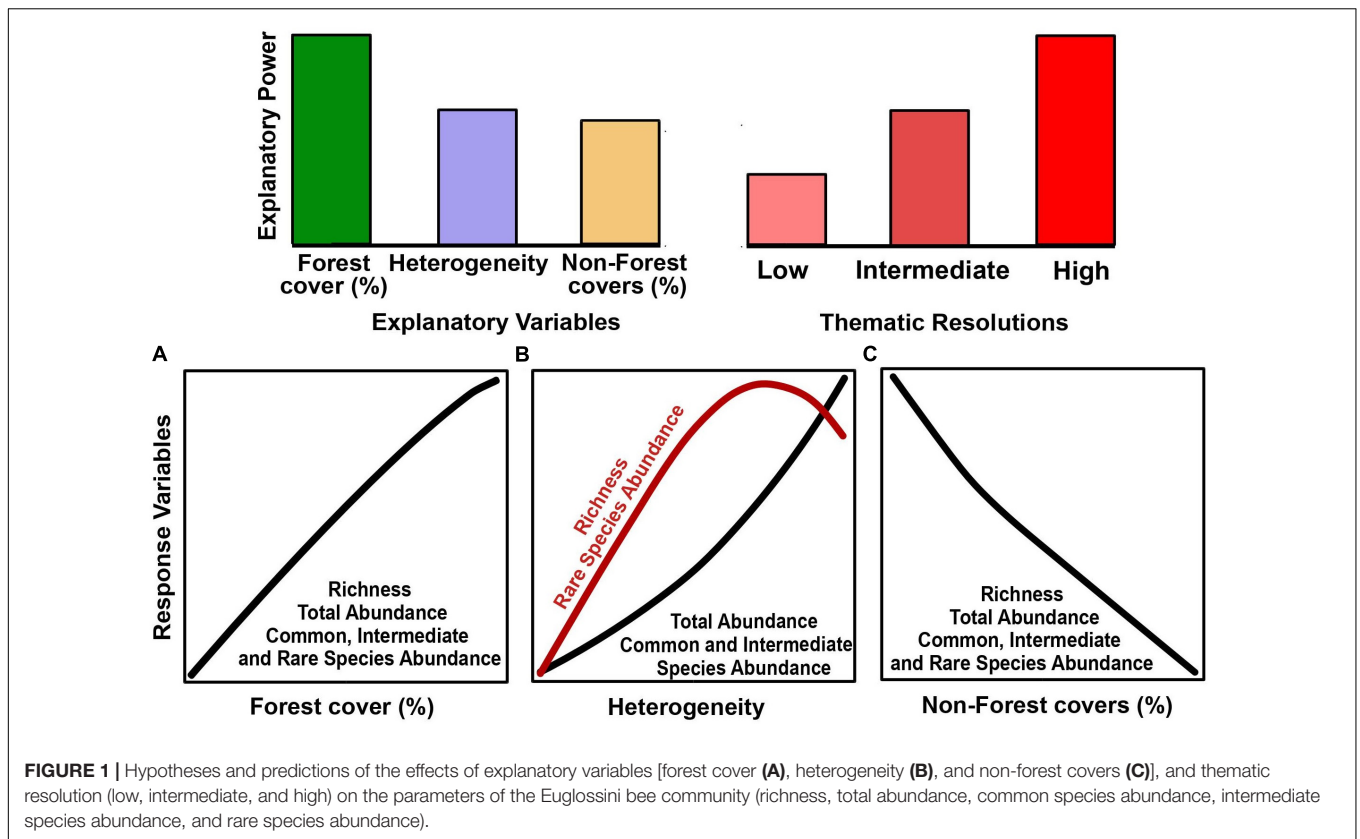 Explanatory Power
Forest
cover (%)
Heterogeneity
Non-Forest
covers (%)
Explanatory Variables
Low
Intermediate
High
Thematic Resolutions
A
Response Variables
Richness
Total Abundance
Common, Intermediate
and Rare Species Abundance
Forest cover (%)
B
Richness
Rare Species Abundance
Total Abundance
Common and Intermediate
Species Abundance
Heterogeneity
C
Richness
Total Abundance
Common, Intermediate
and Rare Species Abundance
Non-Forest covers (%)
FIGURE 1 | Hypotheses and predictions of the effects of explanatory variables [forest cover (A), heterogeneity (B), and non-forest covers (C)], and thematic
resolution (low, intermediate, and high) on the parameters of the Euglossini bee community (richness, total abundance, common species abundance, intermediate
species abundance, and rare species abundance).